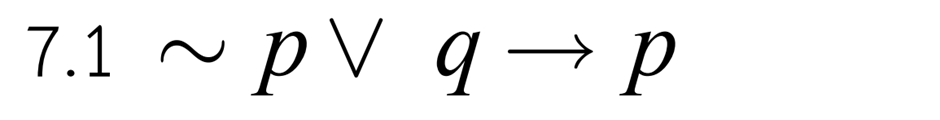 7.1 ∼ p ∨ q → p